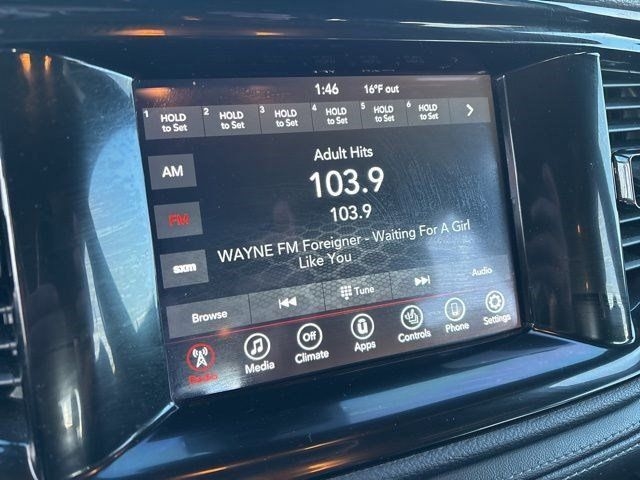 1:46 16°F out
1 HOLD to Set 2 HOLD to Set 3 HOLD to Set 4 HOLD to Set 5 HOLD to Set 6 HOLD to Set
Adult Hits
AM
103.9
FM
103.9
WAYNE FM Foreigner - Waiting For A Girl
Like You
sxm
Browse Tune Audio
Radio Media Off Climate Apps Controls Phone Settings